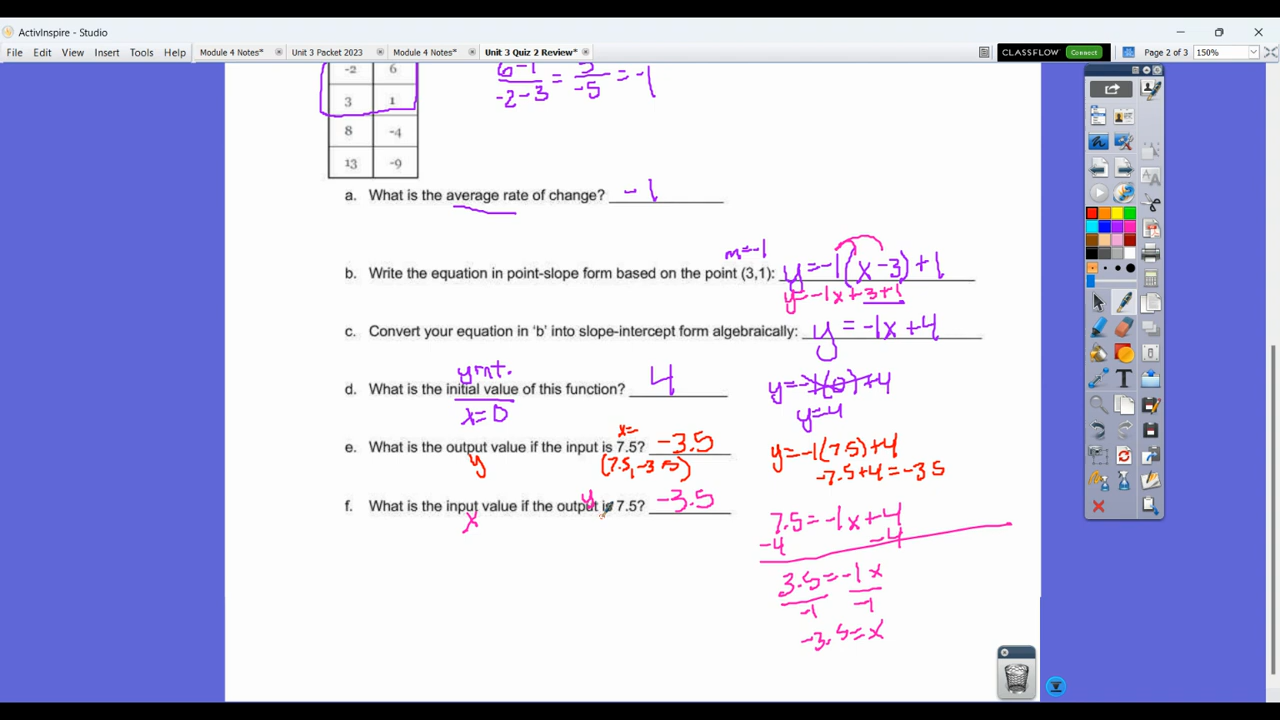 ActivInspire - Studio
File Edit View Insert Tools Help Module 4 Notes* Unit 3 Packet 2023 Module 4 Notes* Unit 3 Quiz 2 Review* CLASSFLOW Connect Page 2 of 3 150%
-2 6 6-1/-2-3 = 5/-5 = -1
3 1
8 -4
13 -9
a. What is the average rate of change? -1
m=-1
b. Write the equation in point-slope form based on the point (3,1): y=-1(x-3)+1
y=-1x+3+1
c. Convert your equation in 'b' into slope-intercept form algebraically: y=-1x+4
y int.
d. What is the initial value of this function? 4 y=-1(0)+4
x=0 y=4
x=
e. What is the output value if the input is 7.5? -3.5 y=-1(7.5)+4
y (7.5,-3.5) -7.5+4=-3.5
y
f. What is the input value if the output is 7.5? -3.5 7.5=-1x+4
x -4 -4
3.5=-1x
-1 -1
-3.5=x